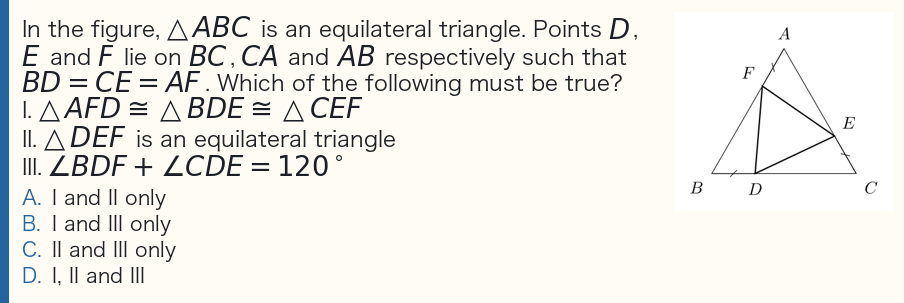 In the figure, △ABC is an equilateral triangle. Points D,
E and F lie on BC, CA and AB respectively such that
BD = CE = AF. Which of the following must be true?
I. △AFD ≅ △BDE ≅ △CEF
II. △DEF is an equilateral triangle
III. ∠BDF + ∠CDE = 120°
A. I and II only
B. I and III only
C. II and III only
D. I, II and III
A
F
E
B
D
C